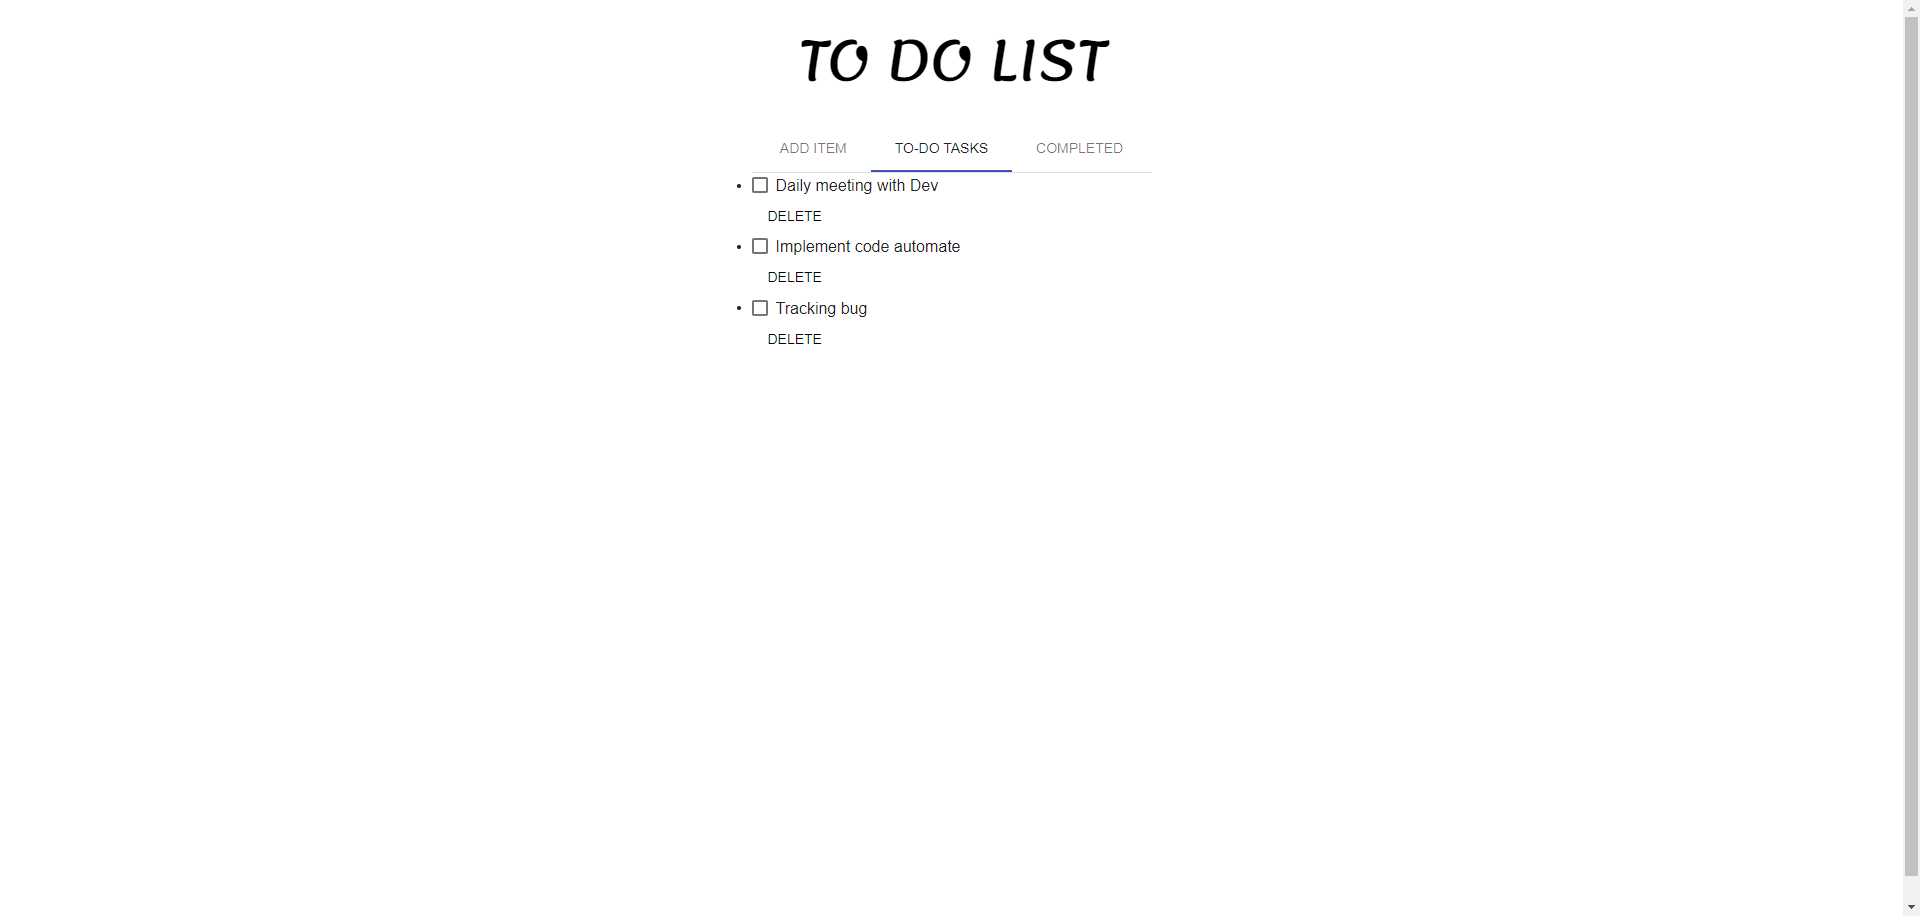 TO DO LIST
ADD ITEM TO-DO TASKS COMPLETED
Daily meeting with Dev
DELETE
Implement code automate
DELETE
Tracking bug
DELETE